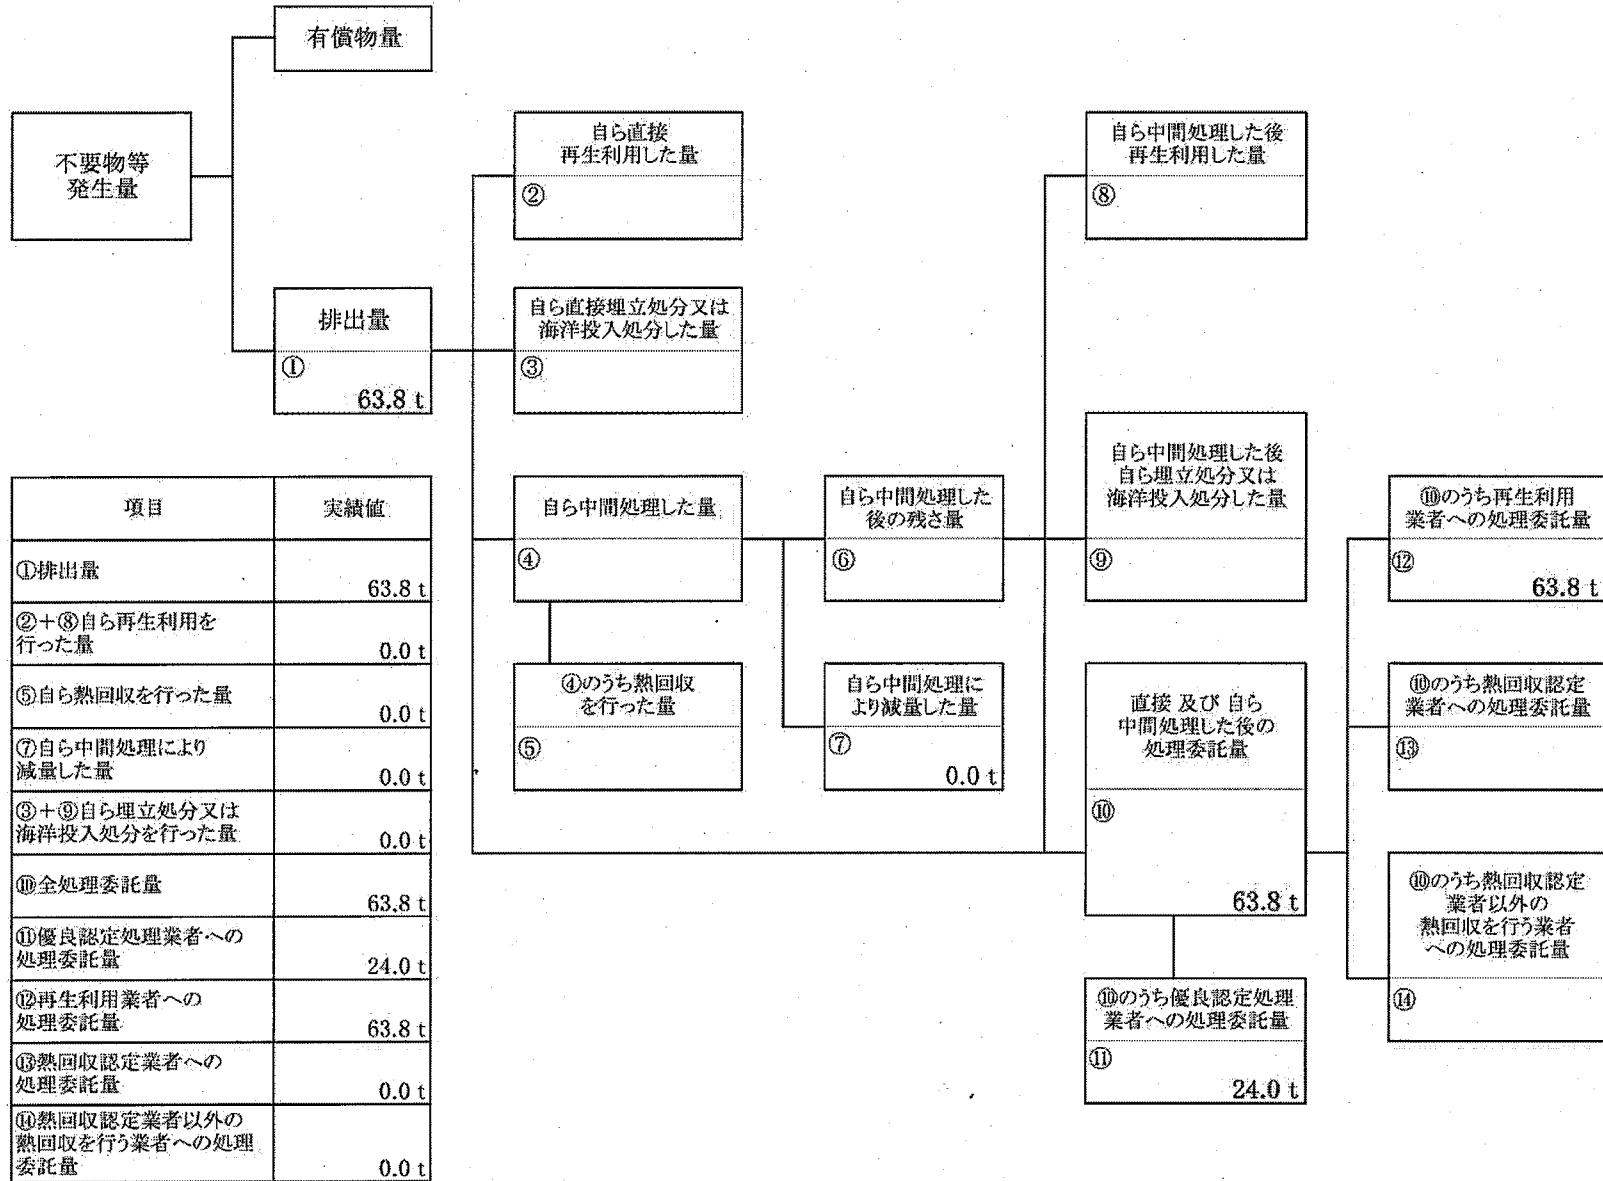 有償物量
不要物等
発生量
自ら直接
再生利用した量
②
自ら中間処理した後
再生利用した量
⑧
排出量
①
63.8 t
自ら直接埋立処分又は
海洋投入処分した量
③
項目 実績値
①排出量
63.8 t
②+⑧自ら再生利用を
行った量
0.0 t
⑤自ら熱回収を行った量
0.0 t
⑦自ら中間処理により
減量した量
0.0 t
③+⑨自ら埋立処分又は
海洋投入処分を行った量
0.0 t
⑩全処理委託量
63.8 t
⑪優良認定処理業者への
処理委託量
24.0 t
⑫再生利用業者への
処理委託量
63.8 t
⑬熱回収認定業者への
処理委託量
0.0 t
⑭熱回収認定業者以外の
熱回収を行う業者への処理
委託量
0.0 t
自ら中間処理した量
④
④のうち熱回収
を行った量
⑤
自ら中間処理した
後の残さ量
⑥
自ら中間処理に
より減量した量
⑦
0.0 t
自ら中間処理した後
自ら埋立処分又は
海洋投入処分した量
⑨
直接 及び 自ら
中間処理した後の
処理委託量
⑩
63.8 t
⑩のうち優良認定処理
業者への処理委託量
⑪
24.0 t
⑩のうち再生利用
業者への処理委託量
⑫
63.8 t
⑩のうち熱回収認定
業者への処理委託量
⑬
⑩のうち熱回収認定
業者以外の
熱回収を行う業者
への処理委託量
⑭